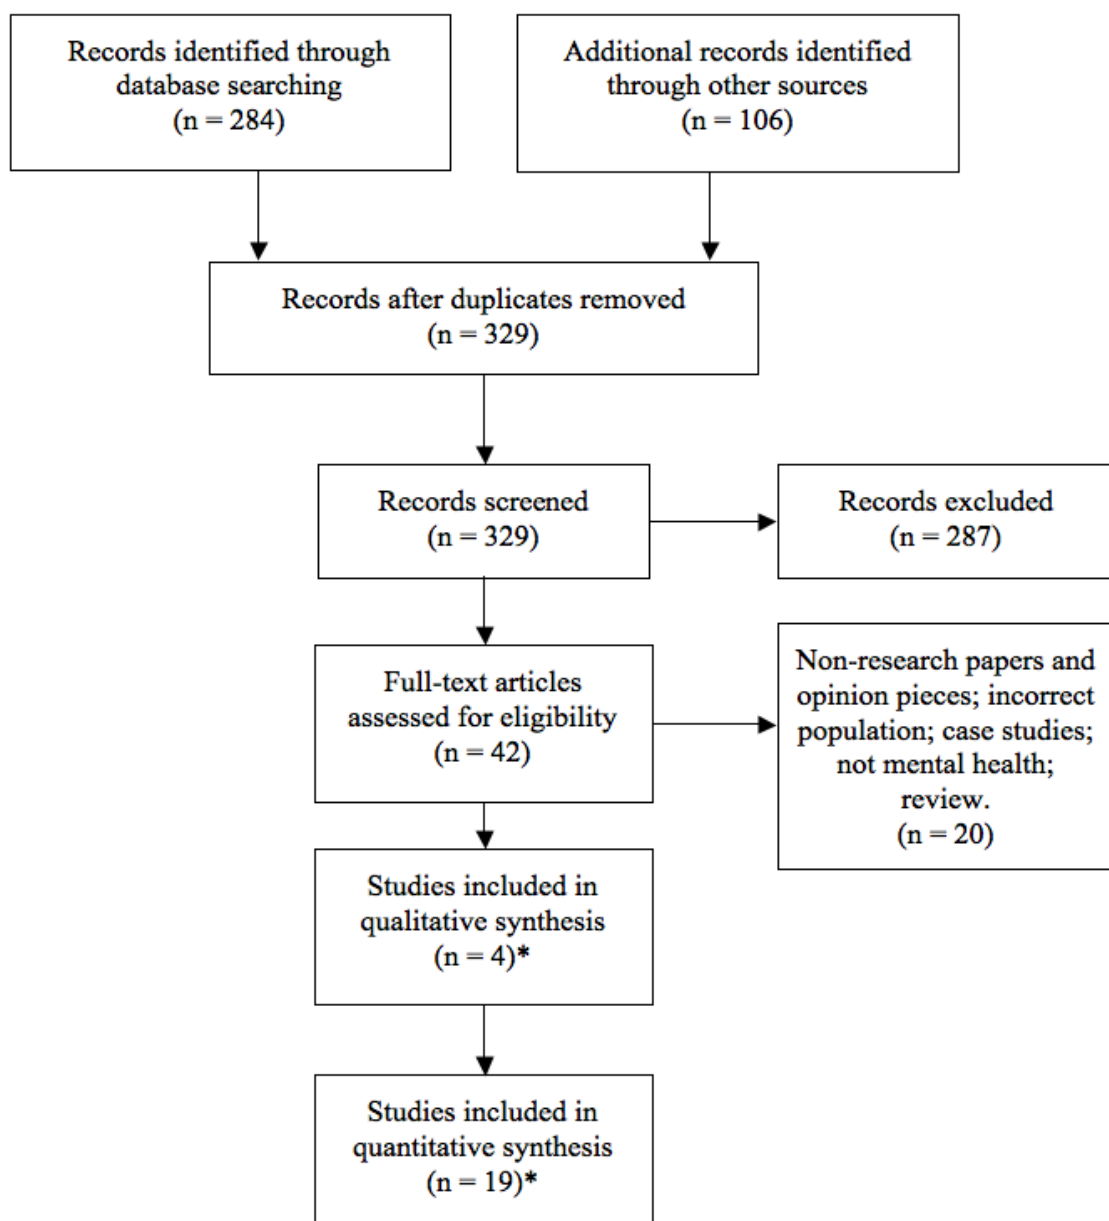 Records identified through
database searching
(n = 284)
Additional records identified
through other sources
(n = 106)
Records after duplicates removed
(n = 329)
Records screened
(n = 329)
Records excluded
(n = 287)
Full-text articles
assessed for eligibility
(n = 42)
Non-research papers and
opinion pieces; incorrect
population; case studies;
not mental health;
review.
(n = 20)
Studies included in
qualitative synthesis
(n = 4)*
Studies included in
quantitative synthesis
(n = 19)*